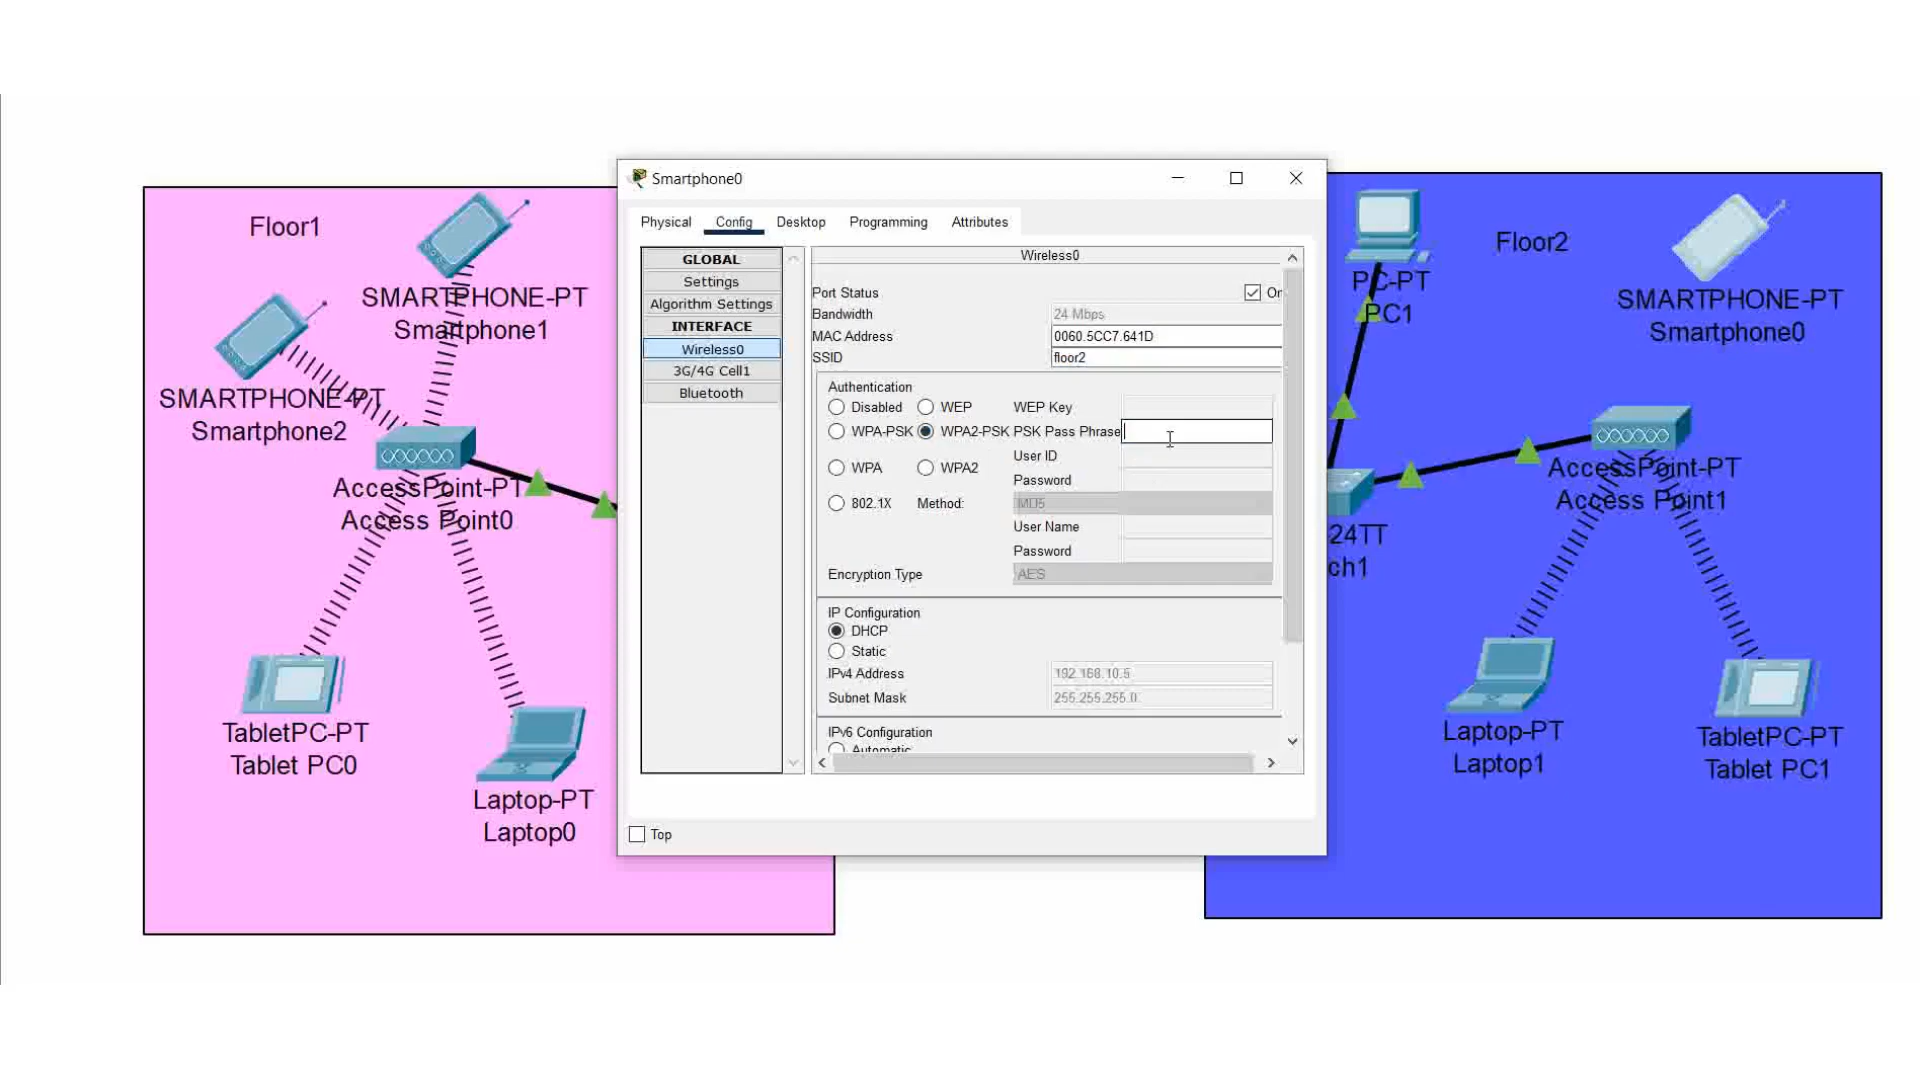 Smartphone0
Physical Config Desktop Programming Attributes
GLOBAL
Settings
Algorithm Settings
INTERFACE
Wireless0
3G/4G Cell1
Bluetooth
Wireless0
Port Status On
Bandwidth 24 Mbps
MAC Address 0060.5CC7.641D
SSID floor2
Authentication
Disabled WEP WEP Key
WPA-PSK WPA2-PSK PSK Pass Phrase
User ID
WPA WPA2
Password
802.1X Method: MD5
User Name
Password
Encryption Type AES
IP Configuration
DHCP
Static
IPv4 Address 192.168.10.5
Subnet Mask 255.255.255.0
IPv6 Configuration
Automatic
Top
Floor1
SMARTPHONE-PT
Smartphone1
SMARTPHONE-PT
Smartphone2
AccessPoint-PT
Access Point0
TabletPC-PT
Tablet PC0
Laptop-PT
Laptop0
PC-PT
PC1
Floor2
SMARTPHONE-PT
Smartphone0
AccessPoint-PT
Access Point1
24TT
ch1
Laptop-PT
Laptop1
TabletPC-PT
Tablet PC1